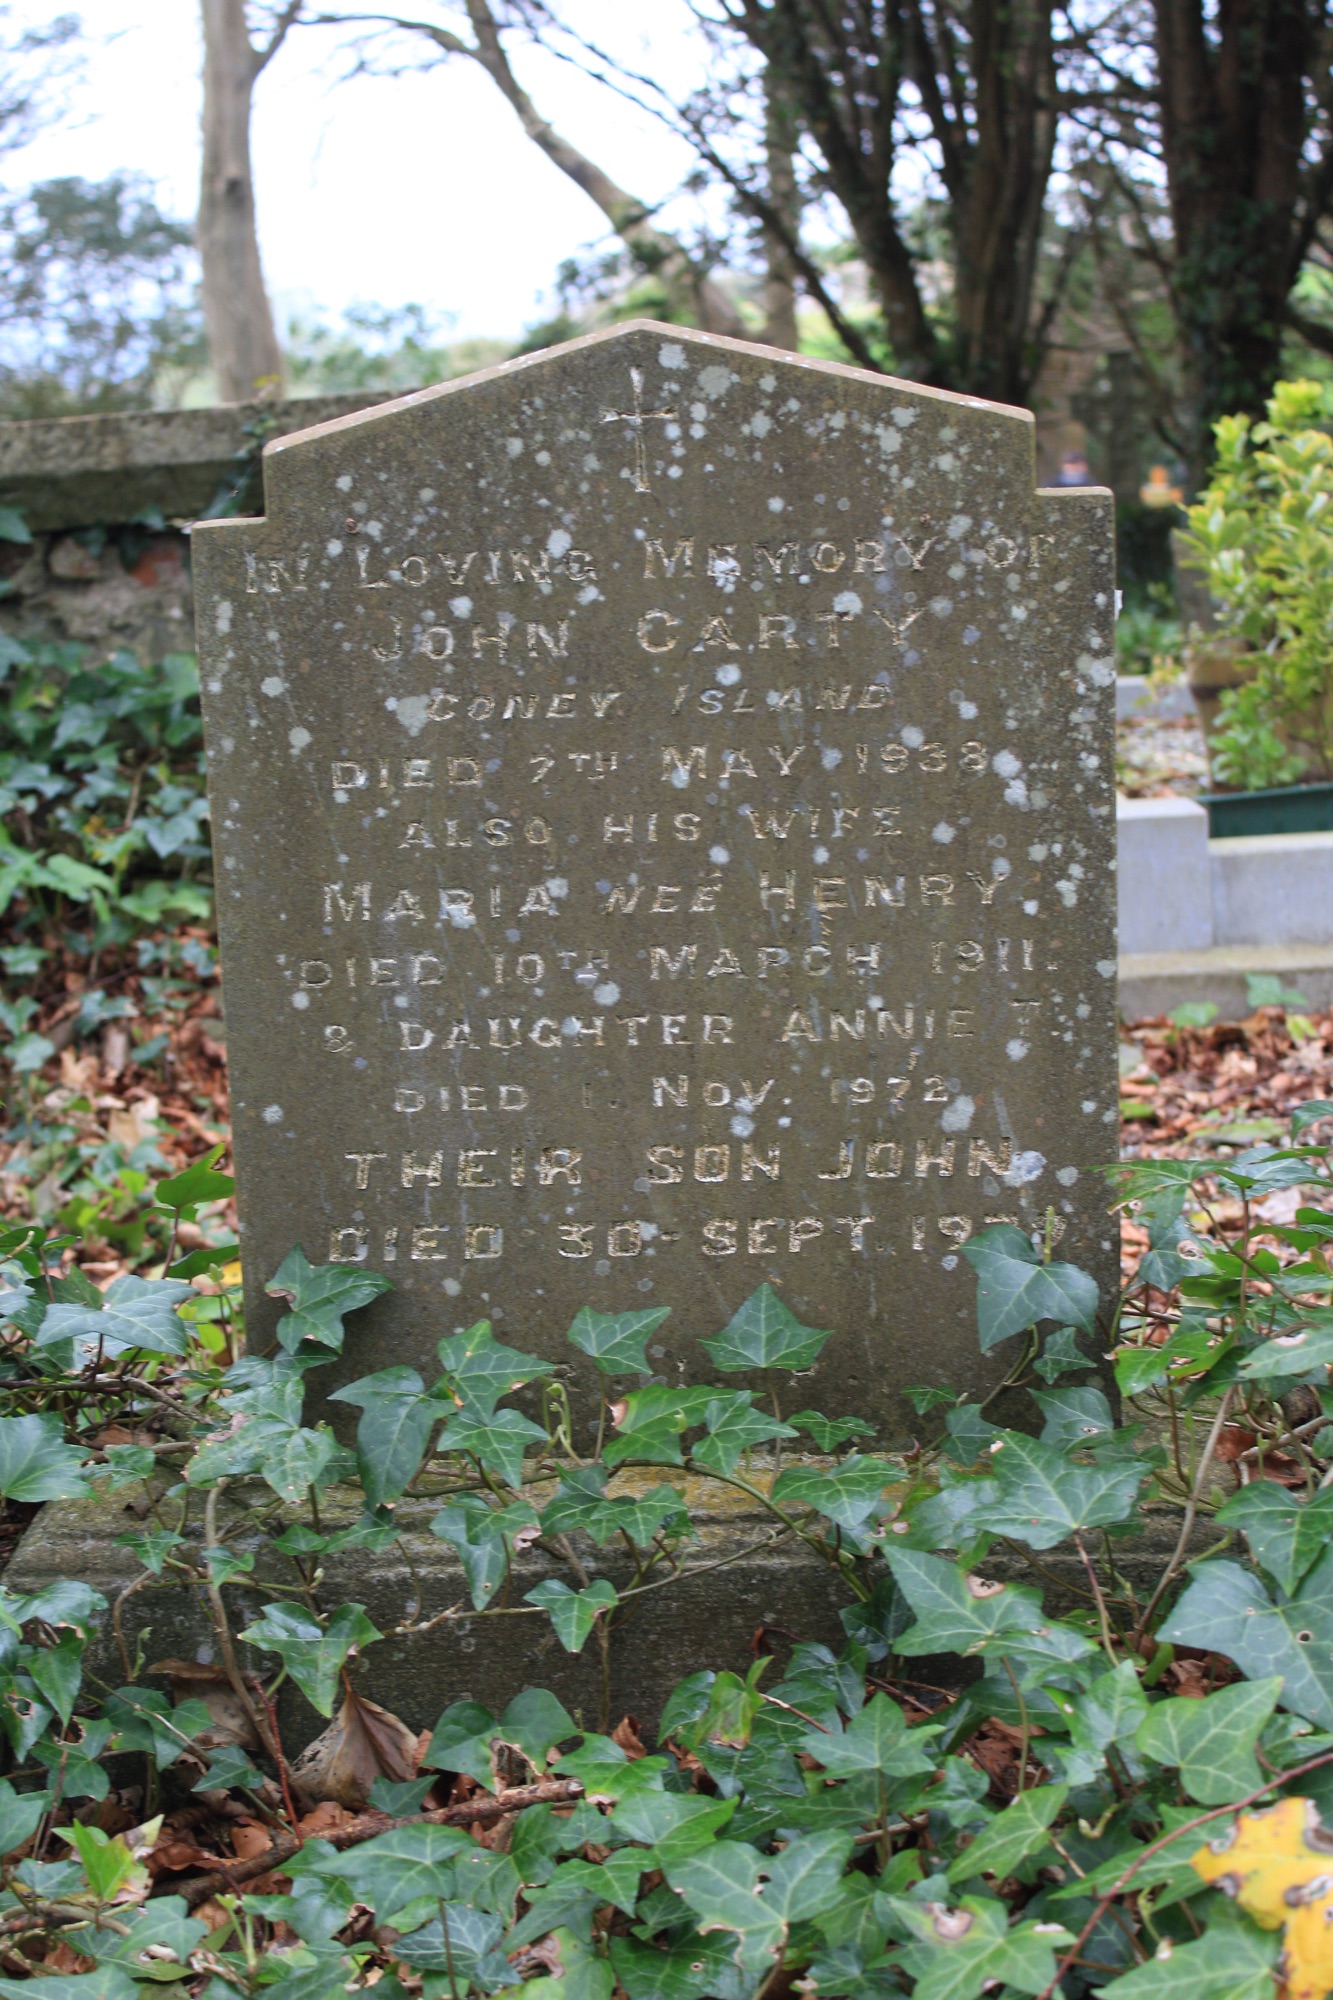 IN LOVING MEMORY OF
JOHN CARTY
CONEY ISLAND
DIED 7TH MAY 1938
ALSO HIS WIFE
MARIA NEÉ HENRY
DIED 10TH MARCH 1911.
& DAUGHTER ANNIE T.
DIED 1. NOV. 1972
THEIR SON JOHN
DIED 30-SEPT.